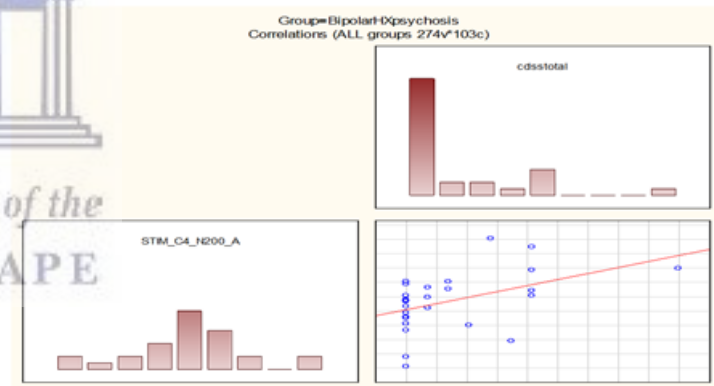 Group=BipolarHXpsychosis
Correlations (ALL groups 274v*103c)
cdsstotal
of the
STIM_C4_N200_A
APE